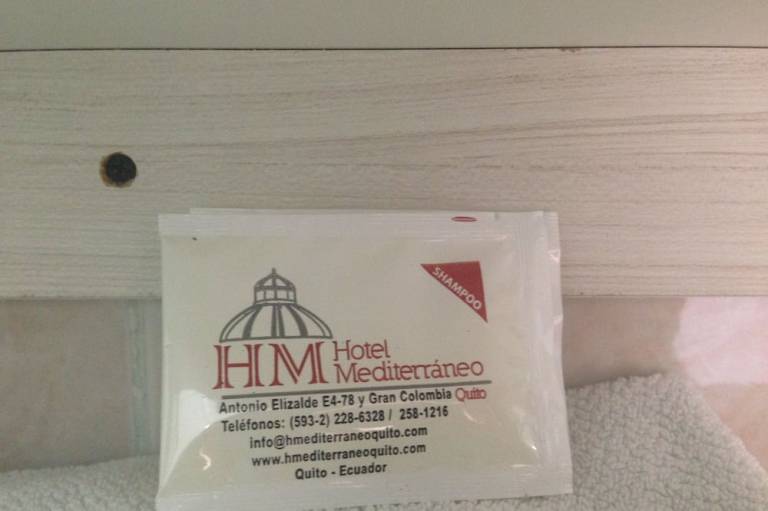 SHAMPOO
HM Hotel
Mediterráneo
Quito
Antonio Elizalde E4-78 y Gran Colombia
Teléfonos: (593-2) 228-6328 / 258-1216
info@hmediterraneoquito.com
www.hmediterraneoquito.com
Quito - Ecuador